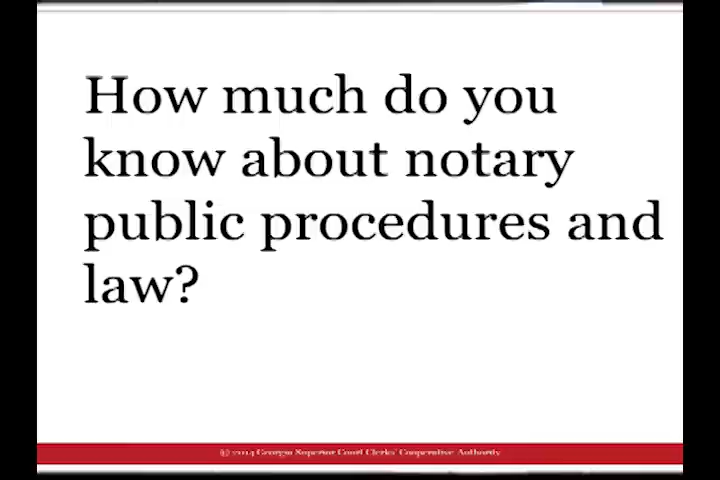 How much do you
know about notary
public procedures and
law?
© 2014 Georgia Superior Court Clerks' Cooperative Authority